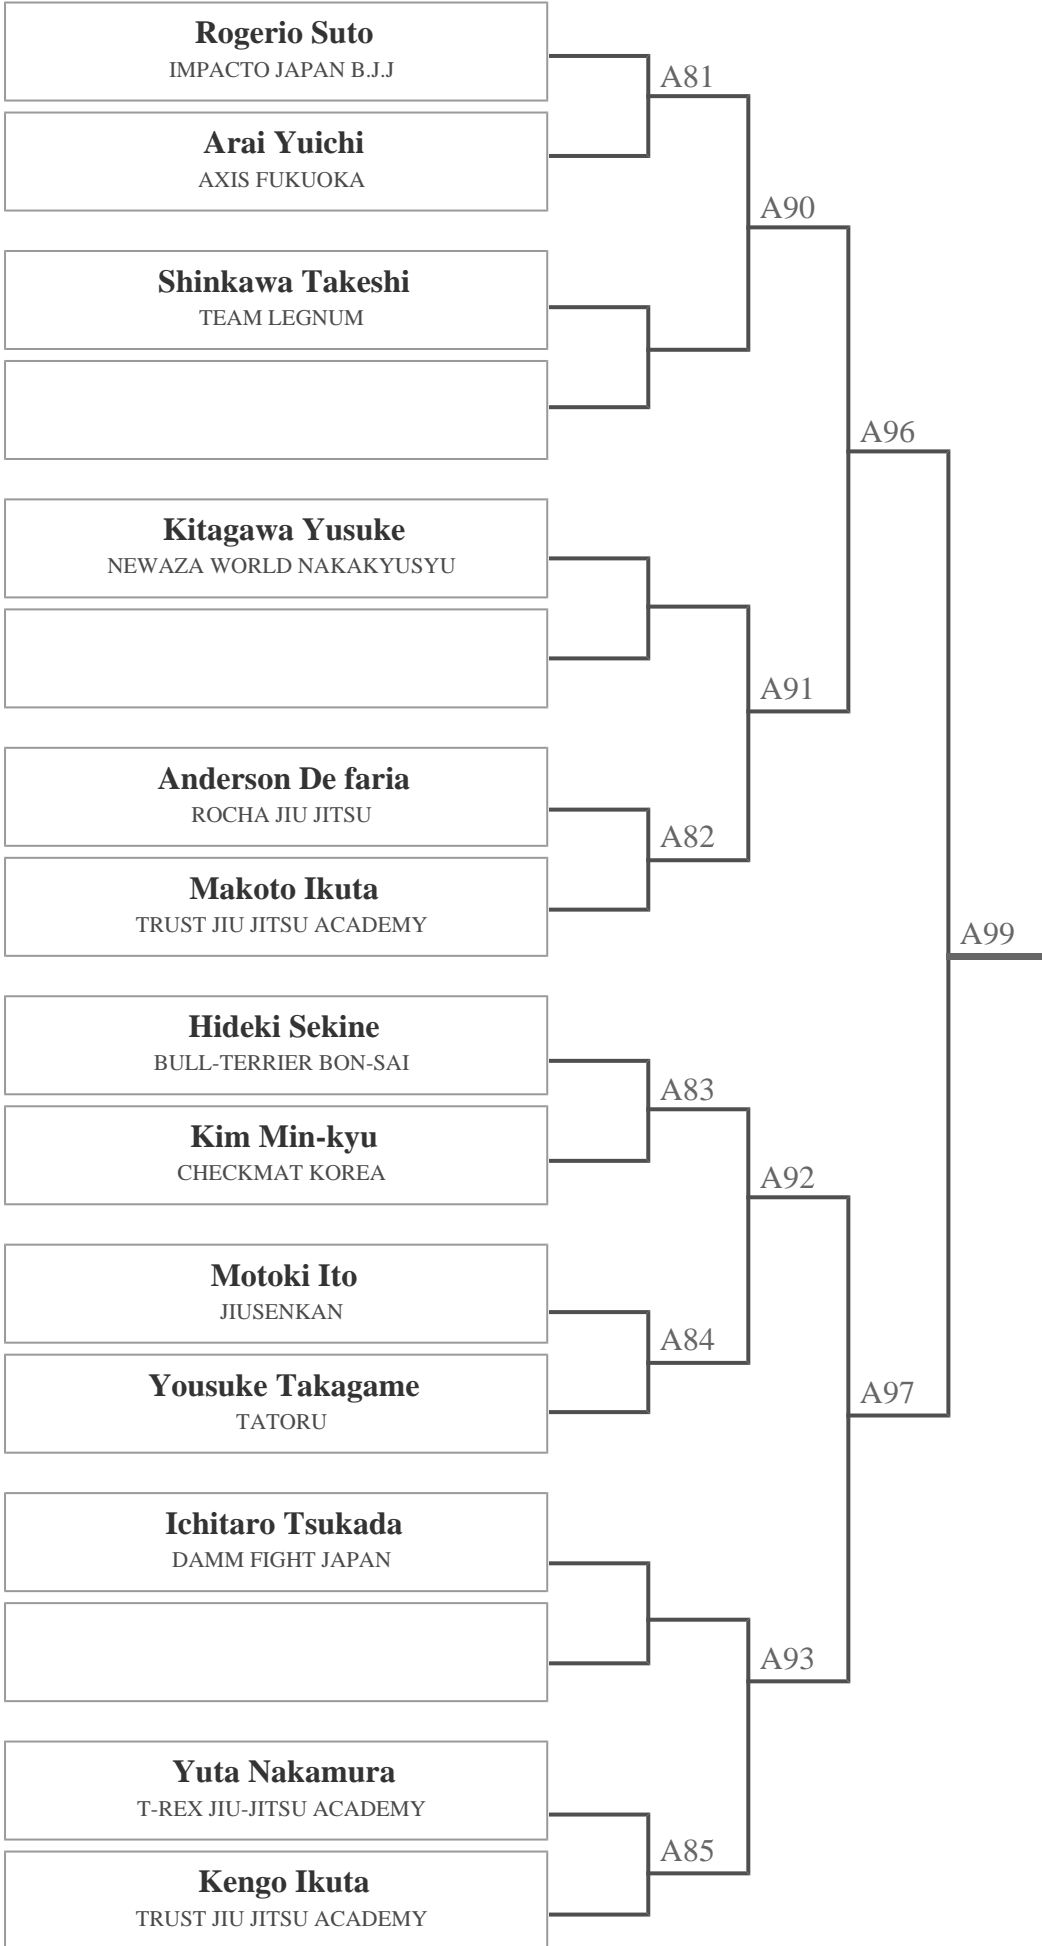 Rogerio Suto
IMPACTO JAPAN B.J.J
A81
Arai Yuichi
AXIS FUKUOKA
A90
Shinkawa Takeshi
TEAM LEGNUM
A96
Kitagawa Yusuke
NEWAZA WORLD NAKAKYUSYU
A91
Anderson De faria
ROCHA JIU JITSU
A82
Makoto Ikuta
TRUST JIU JITSU ACADEMY
A99
Hideki Sekine
BULL-TERRIER BON-SAI
A83
Kim Min-kyu
CHECKMAT KOREA
A92
Motoki Ito
JIUSENKAN
A84
Yousuke Takagame
TATORU
A97
Ichitaro Tsukada
DAMM FIGHT JAPAN
A93
Yuta Nakamura
T-REX JIU-JITSU ACADEMY
A85
Kengo Ikuta
TRUST JIU JITSU ACADEMY